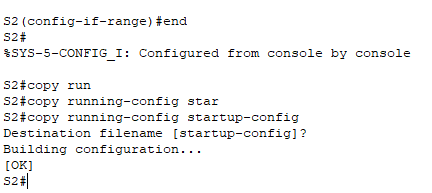 S2(config-if-range)#end
S2#
%SYS-5-CONFIG_I: Configured from console by console
S2#copy run
S2#copy running-config star
S2#copy running-config startup-config
Destination filename [startup-config]?
Building configuration...
[OK]
S2#